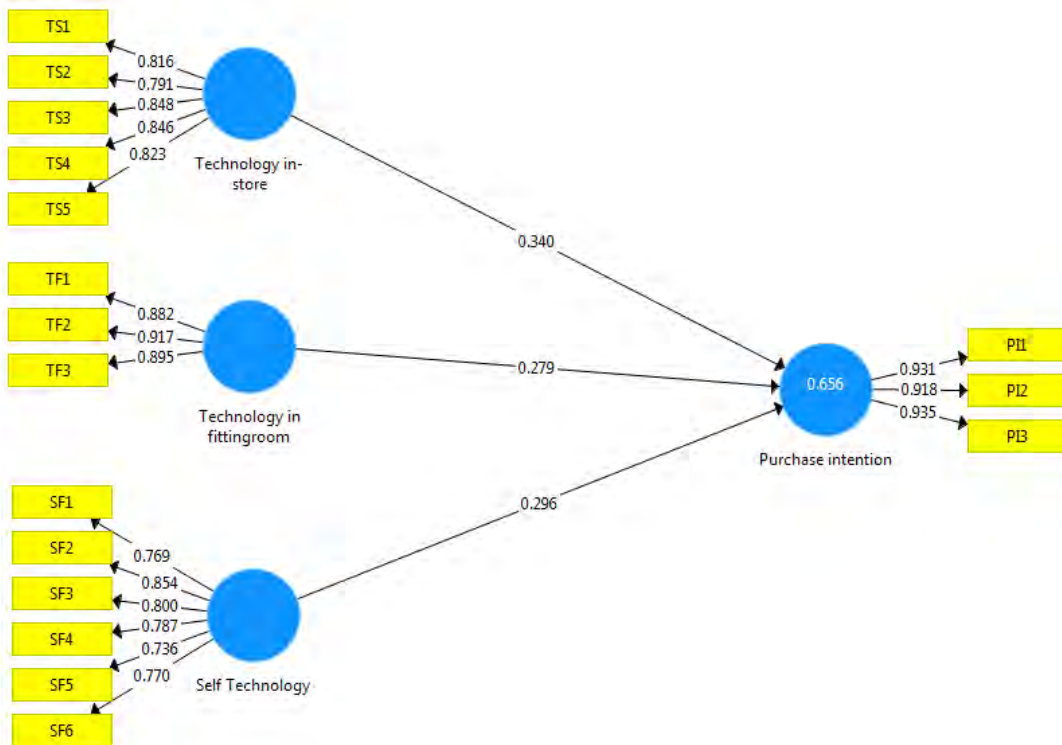 TS1
TS2
TS3
TS4
TS5
0.816
0.791
0.848
0.846
0.823
Technology in-
store
0.340
TF1
TF2
TF3
0.882
0.917
0.895
Technology in
fittingroom
0.279
SF1
SF2
SF3
SF4
SF5
SF6
0.769
0.854
0.800
0.787
0.736
0.770
Self Technology
0.296
0.656
Purchase intention
0.931
0.918
0.935
PI1
PI2
PI3